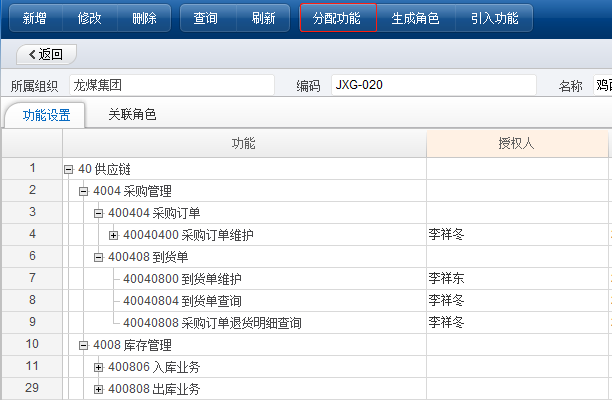 新增 修改 删除 查询 刷新 分配功能 生成角色 引入功能
返回
所属组织 龙煤集团 编码 JXG-020 名称
功能设置 关联角色
功能 授权人
1 40 供应链
2 4004 采购管理
3 400404 采购订单
4 40040400 采购订单维护 李祥冬
6 400408 到货单
7 40040800 到货单维护 李祥东
8 40040804 到货单查询 李祥冬
9 40040808 采购订单退货明细查询 李祥冬
10 4008 库存管理
11 400806 入库业务
29 400808 出库业务